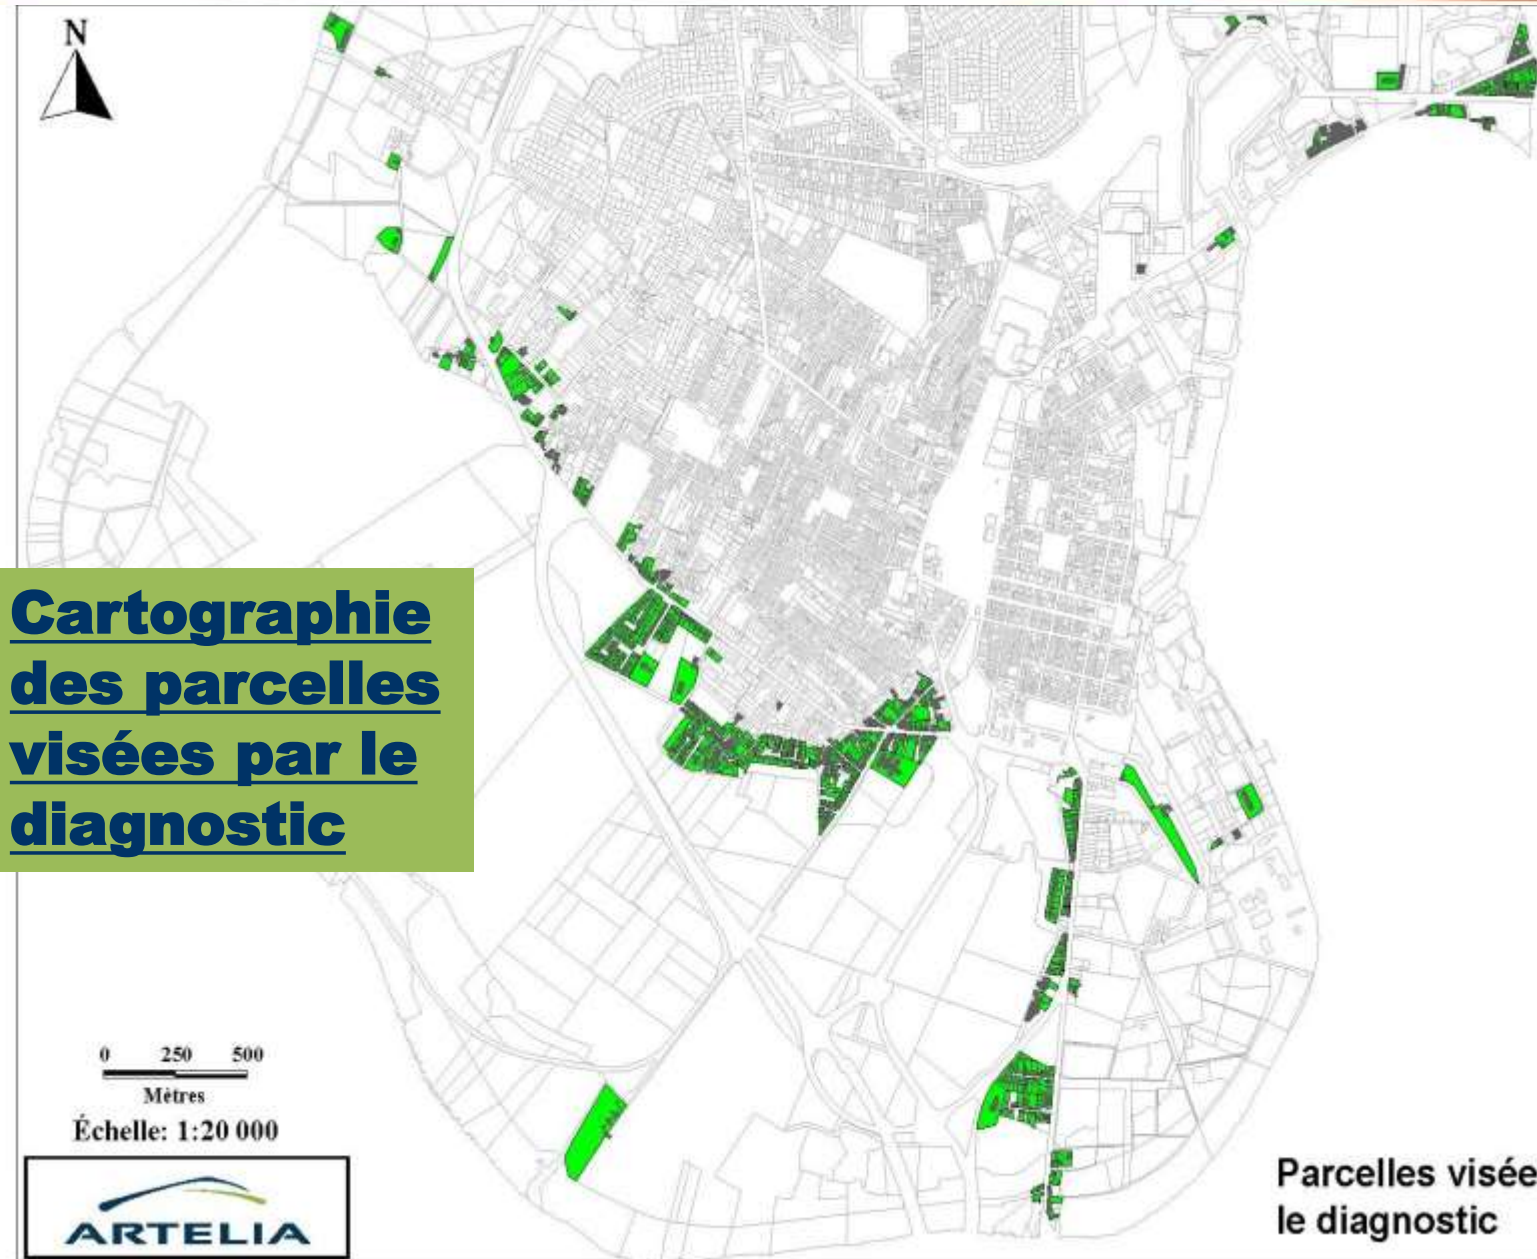 N
Cartographie
des parcelles
visées par le
diagnostic
0 250 500
Mètres
Échelle: 1:20 000
ARTELIA
Parcelles visée
le diagnostic